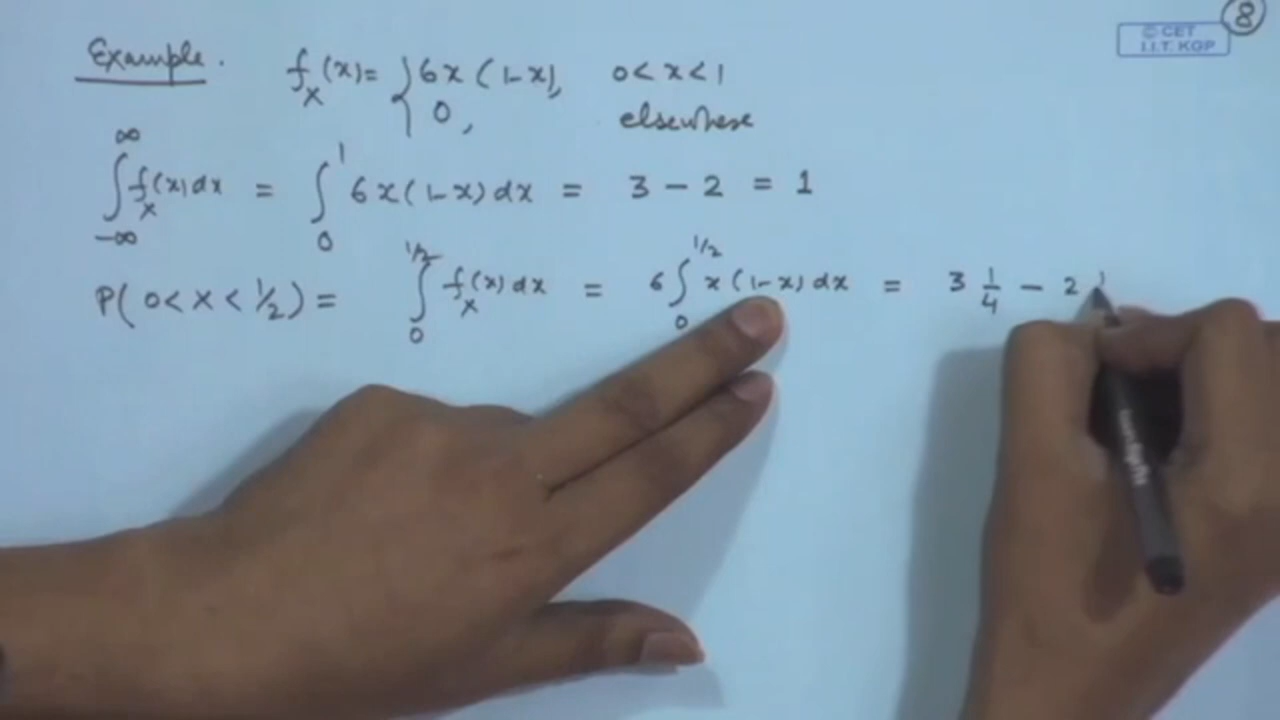 8
© CET
I.I.T. KGP
Example. f_X(x) = { 6x(1-x), 0<x<1
0, elsewhere
∫_{-∞}^{∞} f_X(x) dx = ∫_0^1 6x(1-x) dx = 3 - 2 = 1
P(0<X<1/2) = ∫_0^{1/2} f_X(x) dx = 6∫_0^{1/2} x(1-x) dx = 3 1/4 - 2